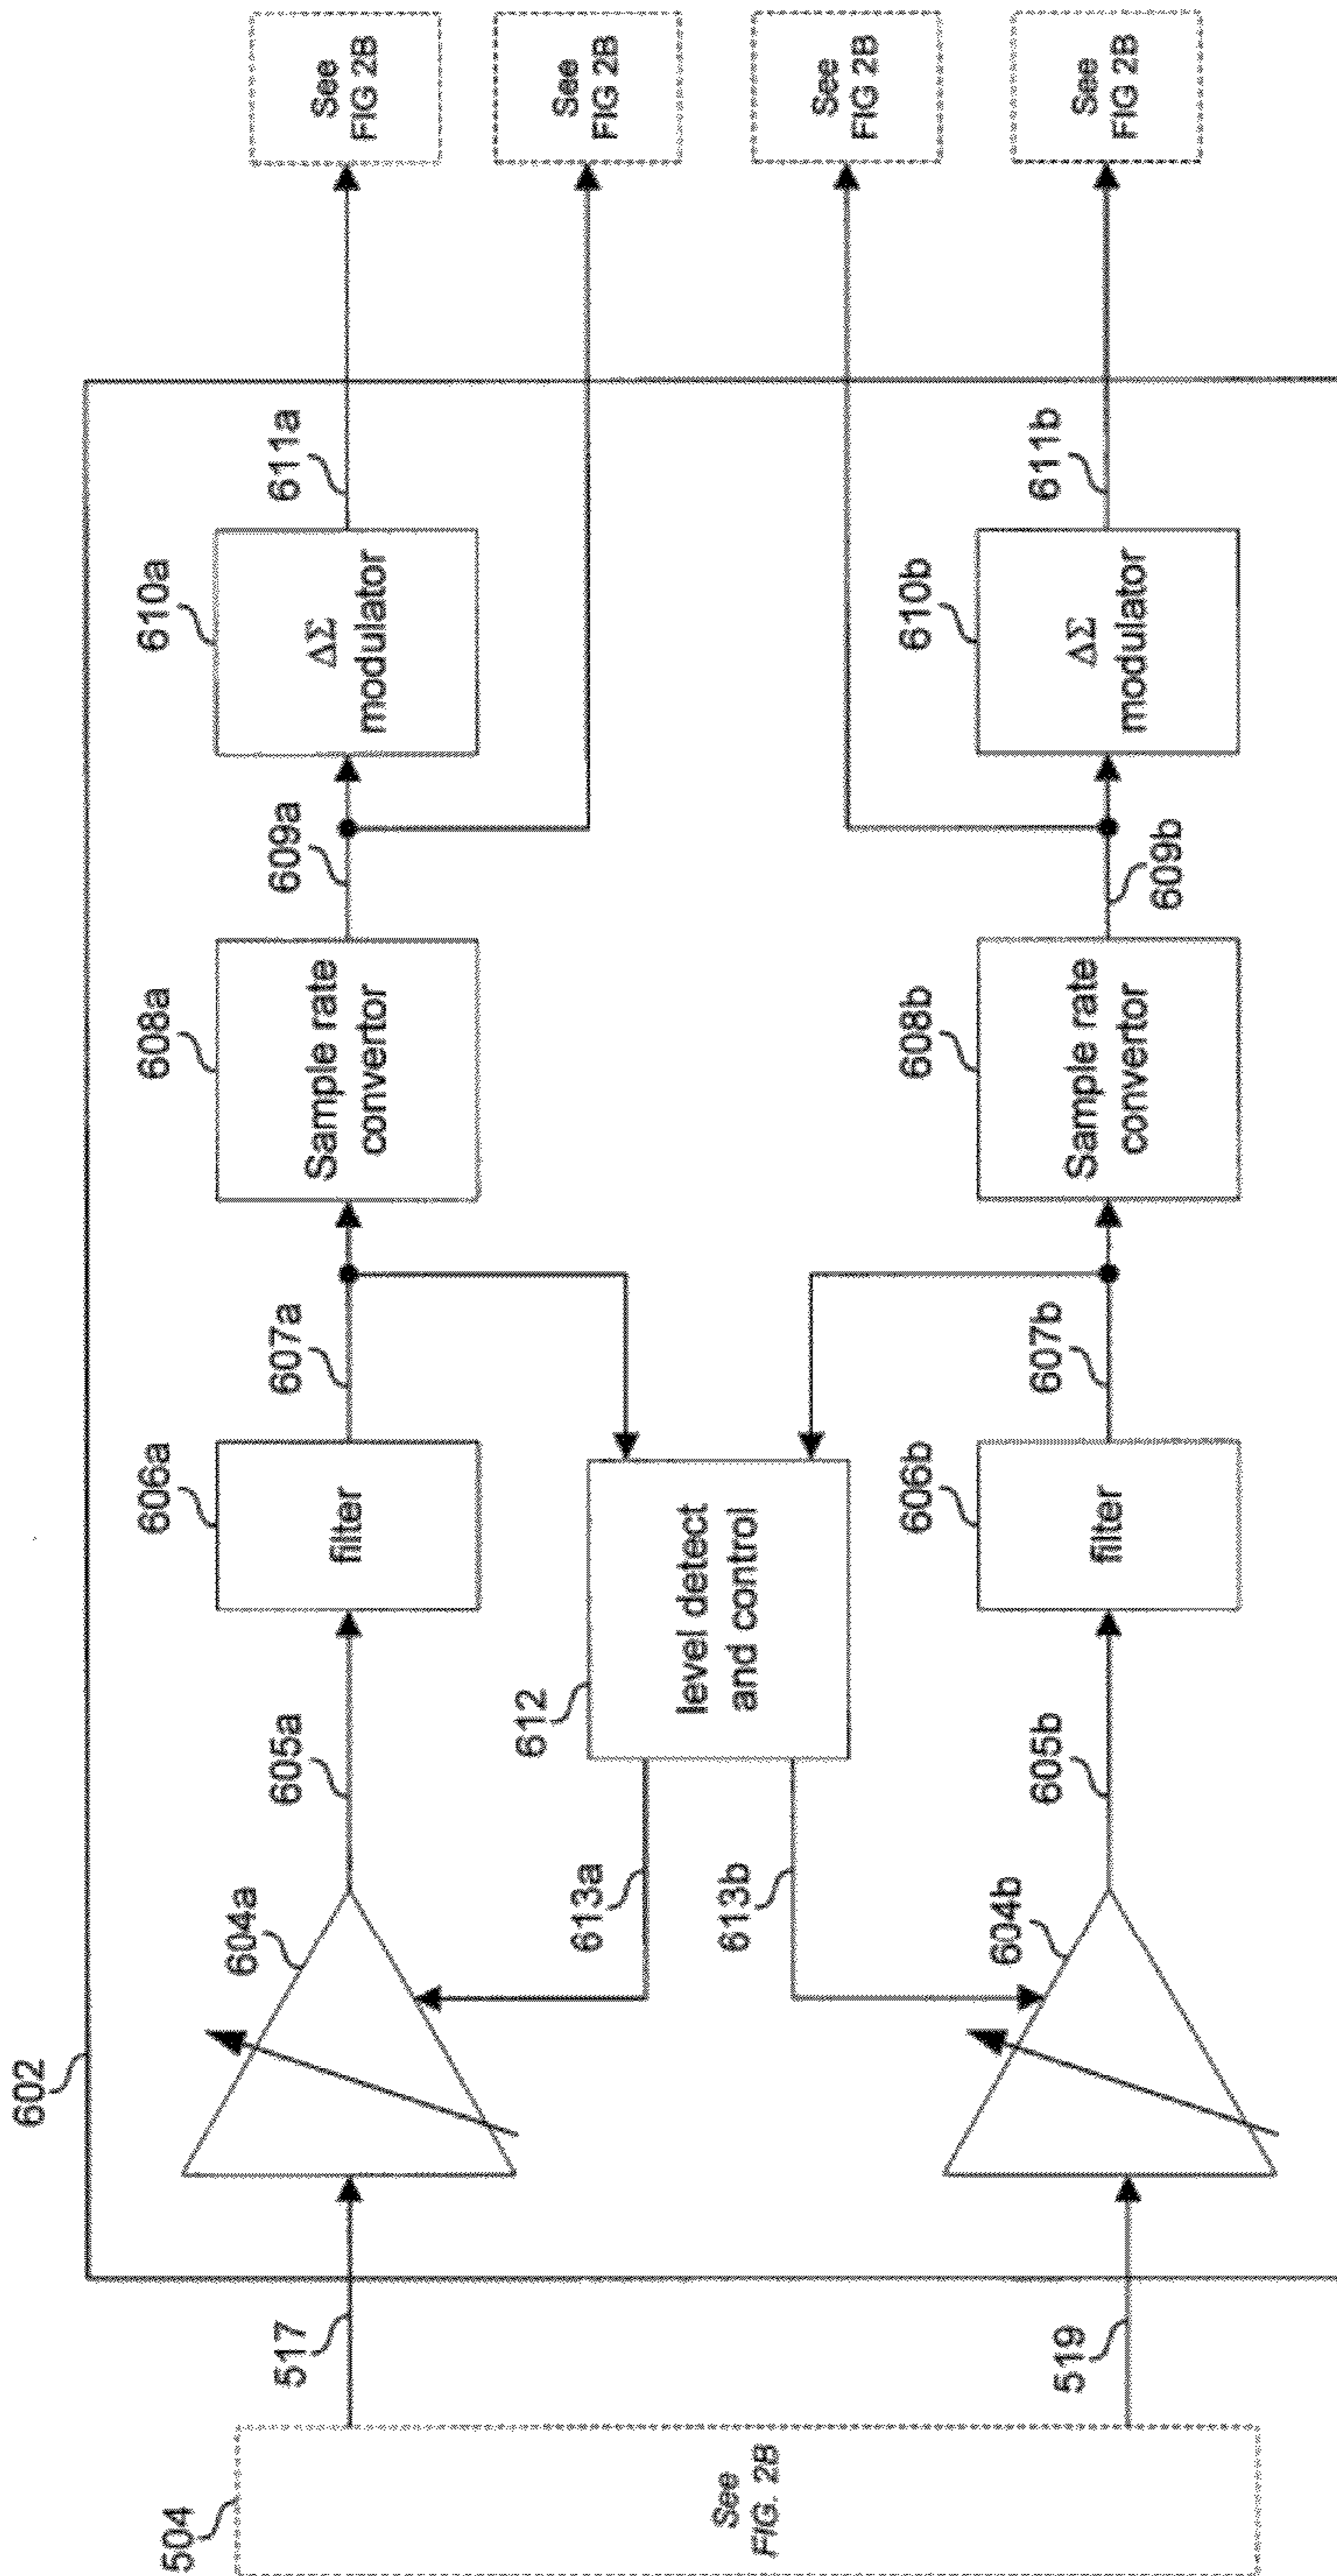 602
504
See
FIG. 2B
517
519
604a
605a
606a
filter
607a
608a
Sample rate
convertor
609a
610a
ΔΣ
modulator
611a
See
FIG 2B
See
FIG 2B
612
level detect
and control
613a
613b
604b
605b
606b
filter
607b
608b
Sample rate
convertor
609b
610b
ΔΣ
modulator
611b
See
FIG 2B
See
FIG 2B